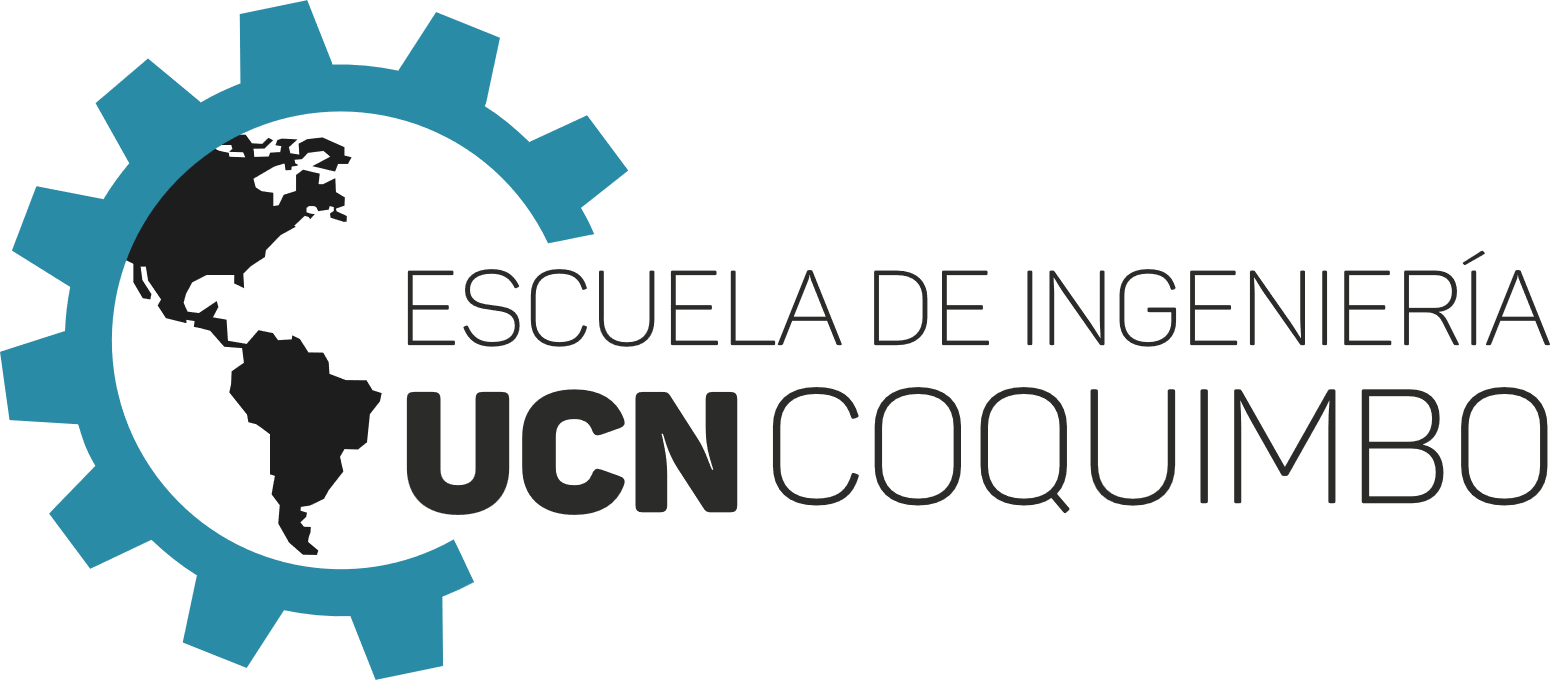 ESCUELA DE INGENIERÍA
UCN COQUIMBO